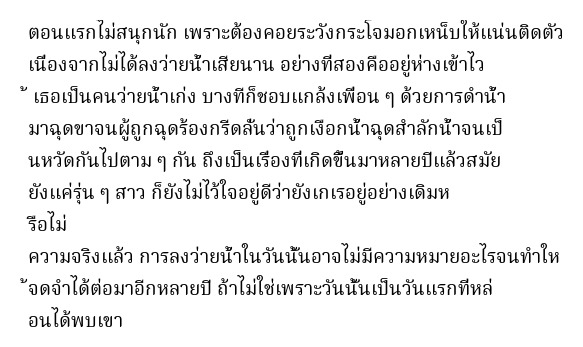 ตอนแรกไม่สนุกนัก เพราะต้องคอยระวังกระโจมอกเหน็บให้แน่นติดตัว
เนื่องจากไม่ได้ลงว่ายน้ำเสียนาน อย่างที่สองคืออยู่ห่างเข้าไว
้ เธอเป็นคนว่ายน้ำเก่ง บางทีก็ชอบแกล้งเพื่อน ๆ ด้วยการดำน้ำ
มาฉุดขาจนผู้ถูกฉุดร้องกรีดลั่นว่าถูกเงือกน้ำฉุดสำลักน้ำจนเป็
นหวัดกันไปตาม ๆ กัน ถึงเป็นเรื่องที่เกิดขึ้นมาหลายปีแล้วสมัย
ยังแค่รุ่น ๆ สาว ก็ยังไม่ไว้ใจอยู่ดีว่ายังเกเรอยู่อย่างเดิมห
รือไม่
ความจริงแล้ว การลงว่ายน้ำในวันนั้นอาจไม่มีความหมายอะไรจนทำให
้จดจำได้ต่อมาอีกหลายปี ถ้าไม่ใช่เพราะวันนั้นเป็นวันแรกที่หล่
อนได้พบเขา